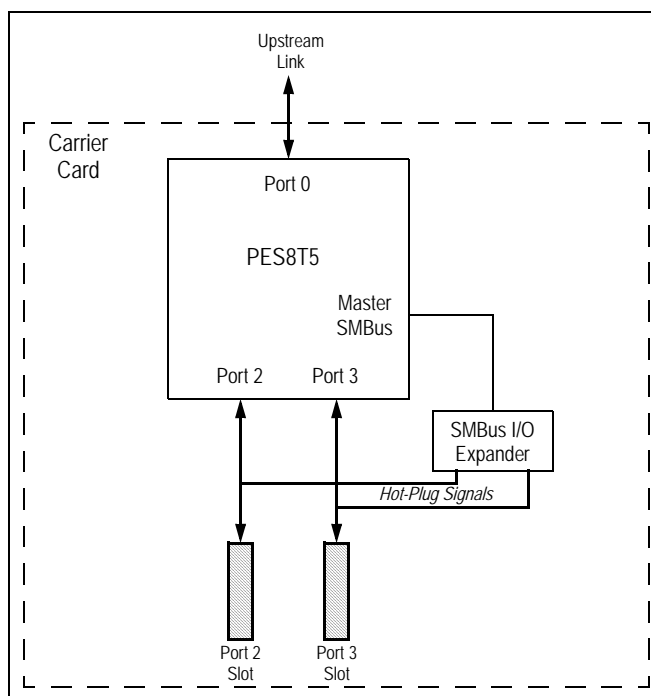 Upstream
Link
Carrier
Card
Port 0
PES8T5
Master
SMBus
Port 2
Port 3
SMBus I/O
Expander
Hot-Plug Signals
Port 2
Slot
Port 3
Slot